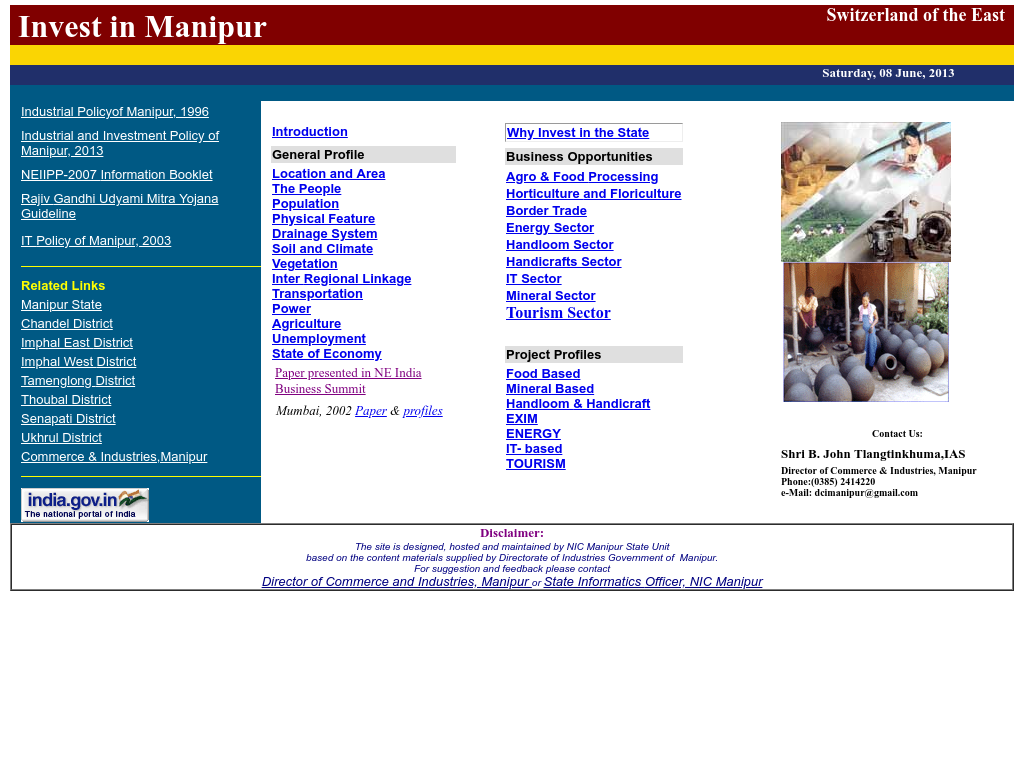 Invest in Manipur
Switzerland of the East
Saturday, 08 June, 2013
Industrial Policyof Manipur, 1996
Industrial and Investment Policy of
Manipur, 2013
NEIIPP-2007 Information Booklet
Rajiv Gandhi Udyami Mitra Yojana
Guideline
IT Policy of Manipur, 2003
Related Links
Manipur State
Chandel District
Imphal East District
Imphal West District
Tamenglong District
Thoubal District
Senapati District
Ukhrul District
Commerce & Industries,Manipur
india.gov.in
The national portal of India
Introduction
General Profile
Location and Area
The People
Population
Physical Feature
Drainage System
Soil and Climate
Vegetation
Inter Regional Linkage
Transportation
Power
Agriculture
Unemployment
State of Economy
Paper presented in NE India
Business Summit
Mumbai, 2002 Paper & profiles
Why Invest in the State
Business Opportunities
Agro & Food Processing
Horticulture and Floriculture
Border Trade
Energy Sector
Handloom Sector
Handicrafts Sector
IT Sector
Mineral Sector
Tourism Sector
Project Profiles
Food Based
Mineral Based
Handloom & Handicraft
EXIM
ENERGY
IT- based
TOURISM
Contact Us:
Shri B. John Tlangtinkhuma,IAS
Director of Commerce & Industries, Manipur
Phone:(0385) 2414220
e-Mail: dcimanipur@gmail.com
Disclaimer:
The site is designed, hosted and maintained by NIC Manipur State Unit
based on the content materials supplied by Directorate of Industries Government of Manipur.
For suggestion and feedback please contact
Director of Commerce and Industries, Manipur or State Informatics Officer, NIC Manipur